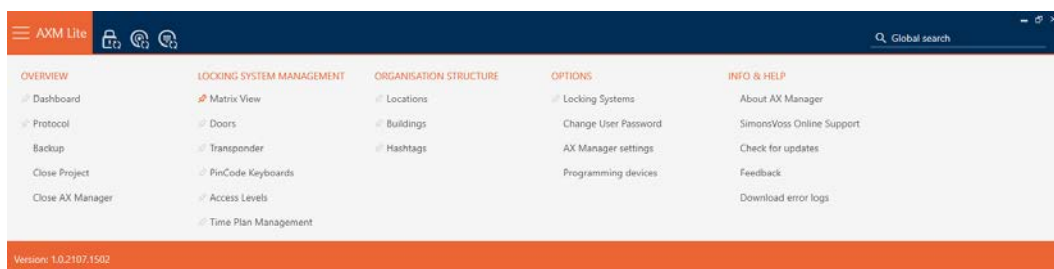 AXM Lite
Global search
OVERVIEW
Dashboard
Protocol
Backup
Close Project
Close AX Manager
LOCKING SYSTEM MANAGEMENT
Matrix View
Doors
Transponder
PinCode Keyboards
Access Levels
Time Plan Management
ORGANISATION STRUCTURE
Locations
Buildings
Hashtags
OPTIONS
Locking Systems
Change User Password
AX Manager settings
Programming devices
INFO & HELP
About AX Manager
SimonsVoss Online Support
Check for updates
Feedback
Download error logs
Version: 1.0.2107.1502